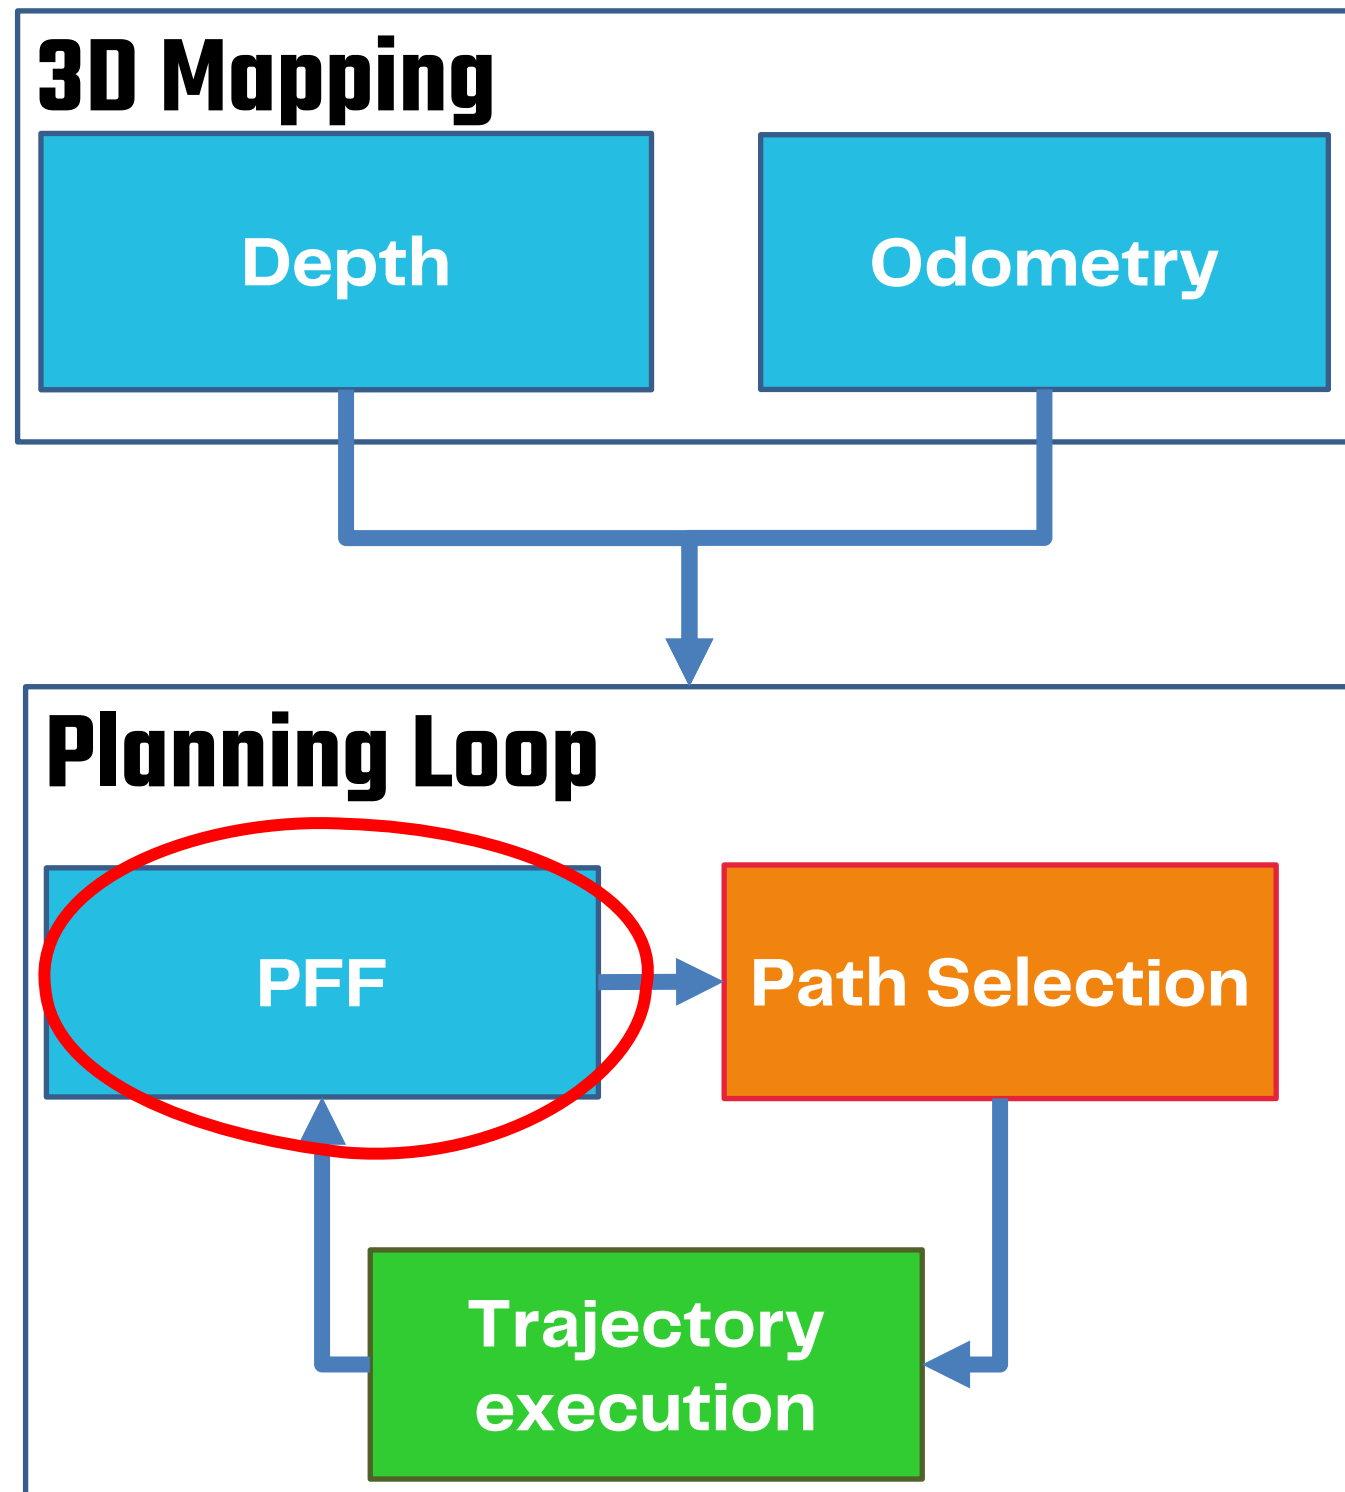 3D Mapping
Depth
Odometry
Planning Loop
PFF
Path Selection
Trajectory
execution